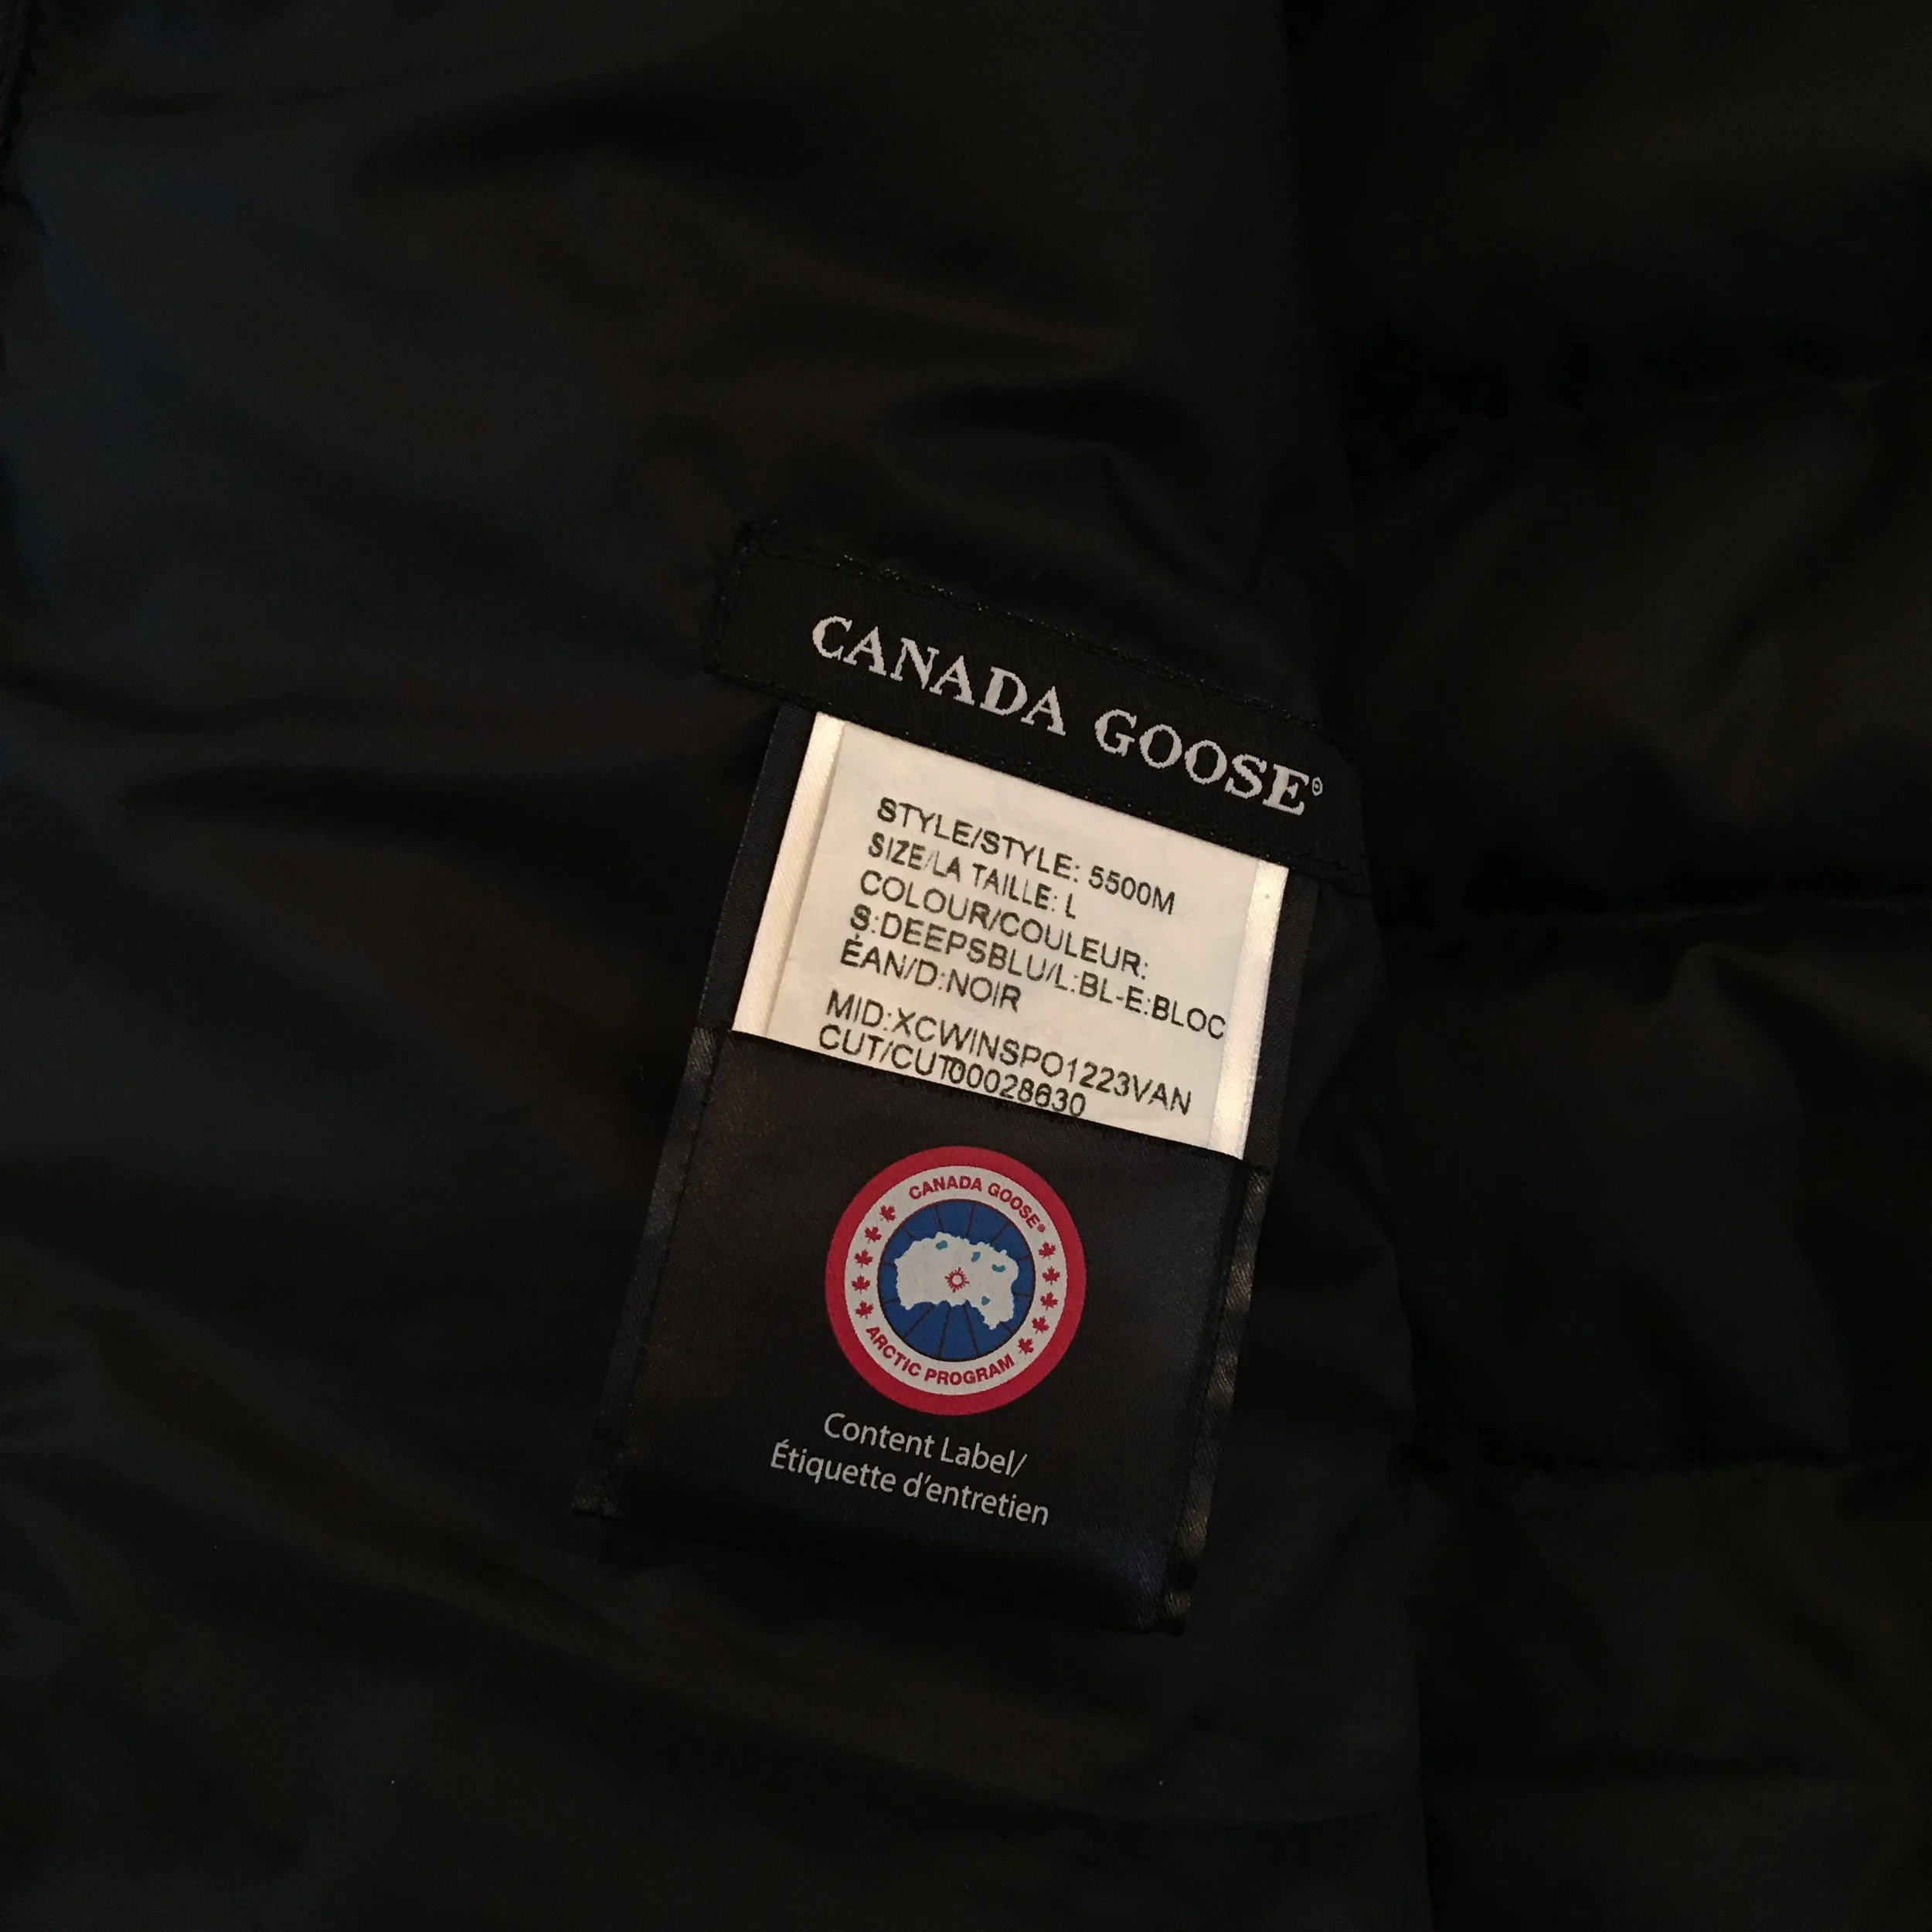 CANADA GOOSE®
STYLE/STYLE: 5500M
SIZE/LA TAILLE: L
COLOUR/COULEUR:
S:DEEPSBLU/L:BL-E:BLOC
ÉAN/D:NOIR
MID:XCWINSPO1223VAN
CUT/CUT00028630
CANADA GOOSE®
ARCTIC PROGRAM
Content Label/
Étiquette d'entretien